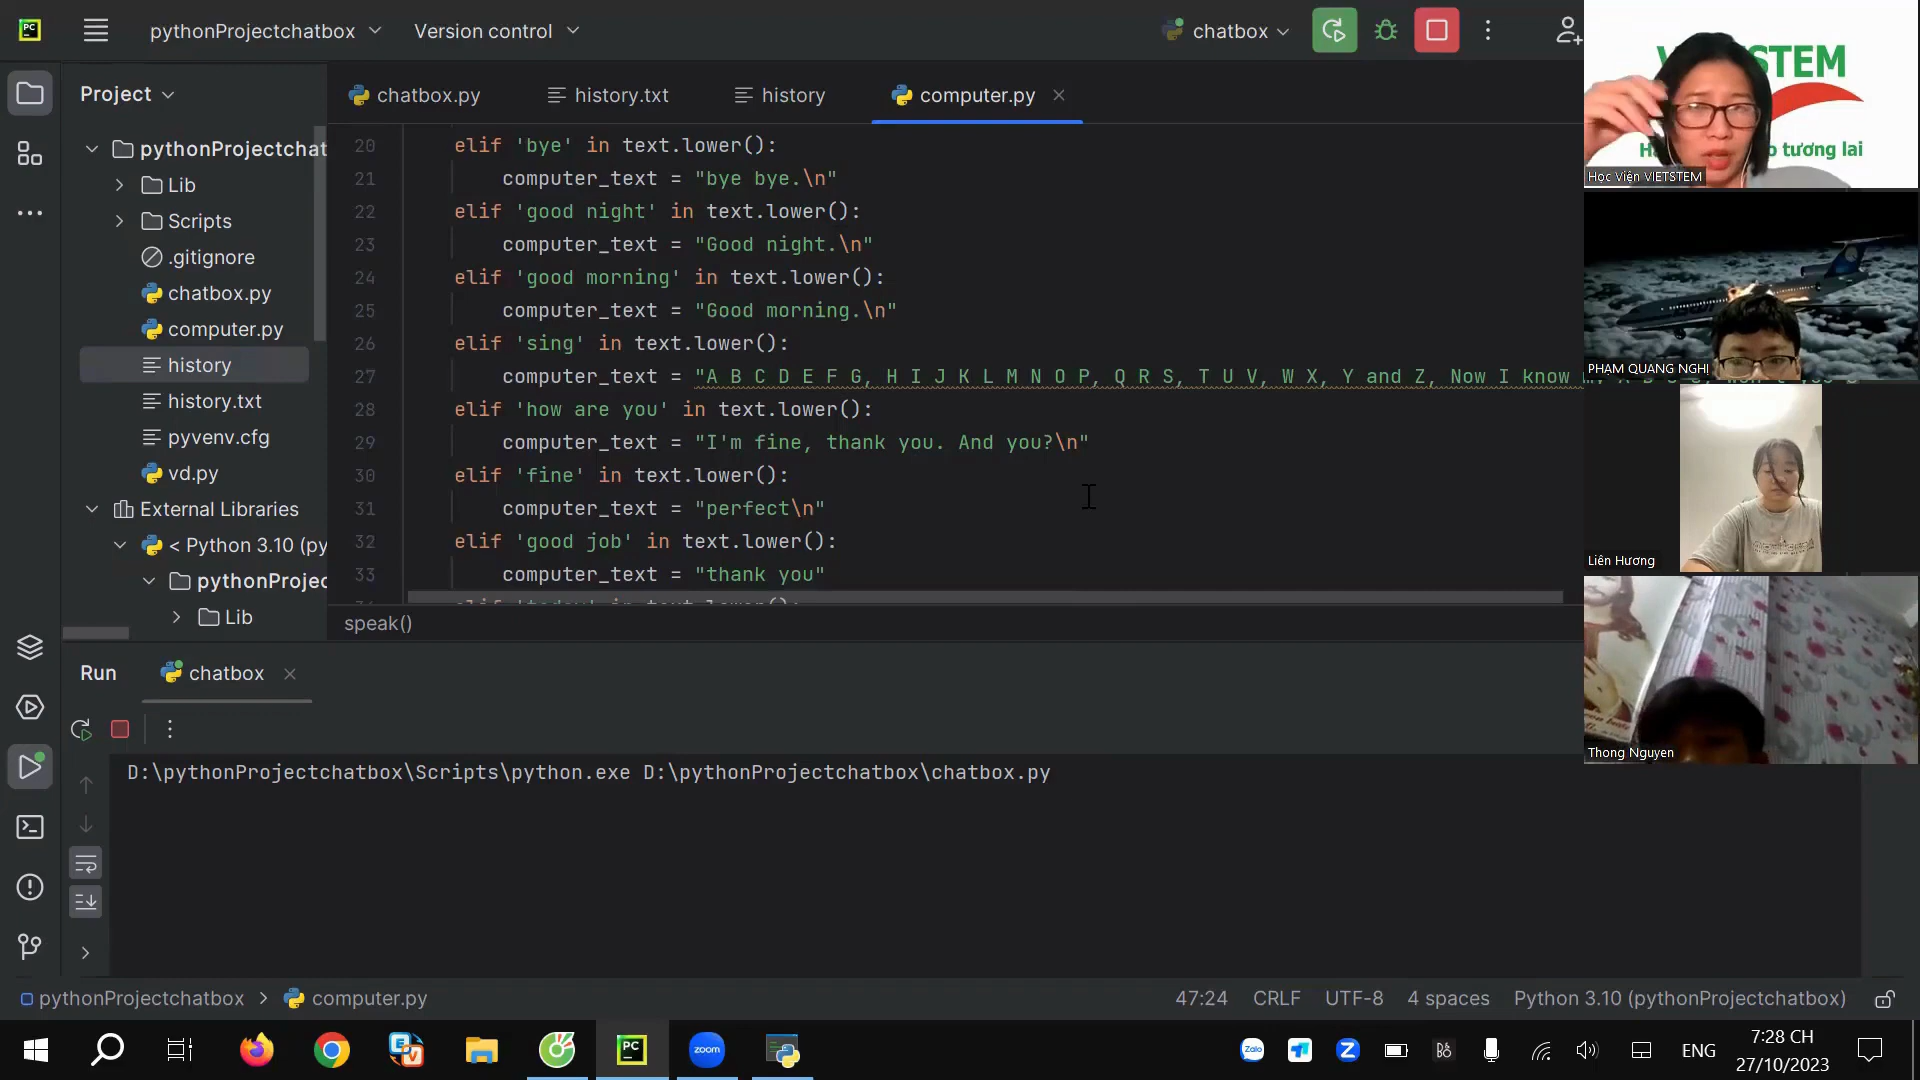 PC
pythonProjectchatbox
Version control
chatbox
Project
chatbox.py
history.txt
history
computer.py
pythonProjectchat
Lib
Scripts
.gitignore
chatbox.py
computer.py
history
history.txt
pyvenv.cfg
vd.py
External Libraries
< Python 3.10 (py
pythonProjec
Lib
20 elif 'bye' in text.lower():
21 computer_text = "bye bye.\n"
22 elif 'good night' in text.lower():
23 computer_text = "Good night.\n"
24 elif 'good morning' in text.lower():
25 computer_text = "Good morning.\n"
26 elif 'sing' in text.lower():
27 computer_text = "A B C D E F G, H I J K L M N O P, Q R S, T U V, W X, Y and Z, Now I know
28 elif 'how are you' in text.lower():
29 computer_text = "I'm fine, thank you. And you?\n"
30 elif 'fine' in text.lower():
31 computer_text = "perfect\n"
32 elif 'good job' in text.lower():
33 computer_text = "thank you"
speak()
STEM
o tương lai
Học Viện VIETSTEM
PHẠM QUANG NGHỊ
Liên Hương
Thong Nguyen
Run
chatbox
D:\pythonProjectchatbox\Scripts\python.exe D:\pythonProjectchatbox\chatbox.py
pythonProjectchatbox > computer.py
47:24 CRLF UTF-8 4 spaces Python 3.10 (pythonProjectchatbox)
PC
zoom
Zalo
ENG
7:28 CH
27/10/2023